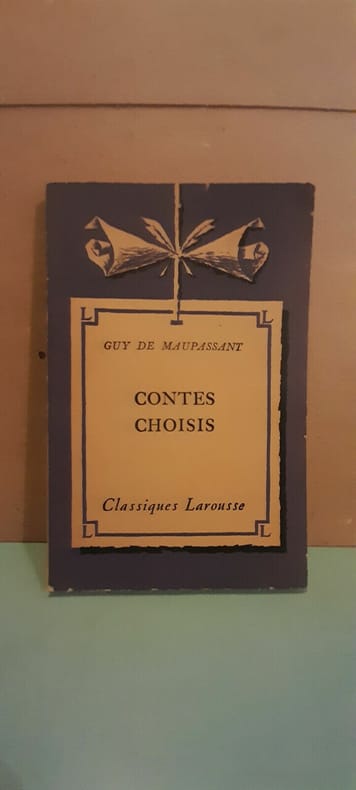 L L
GUY DE MAUPASSANT
CONTES
CHOISIS
Classiques Larousse
L L